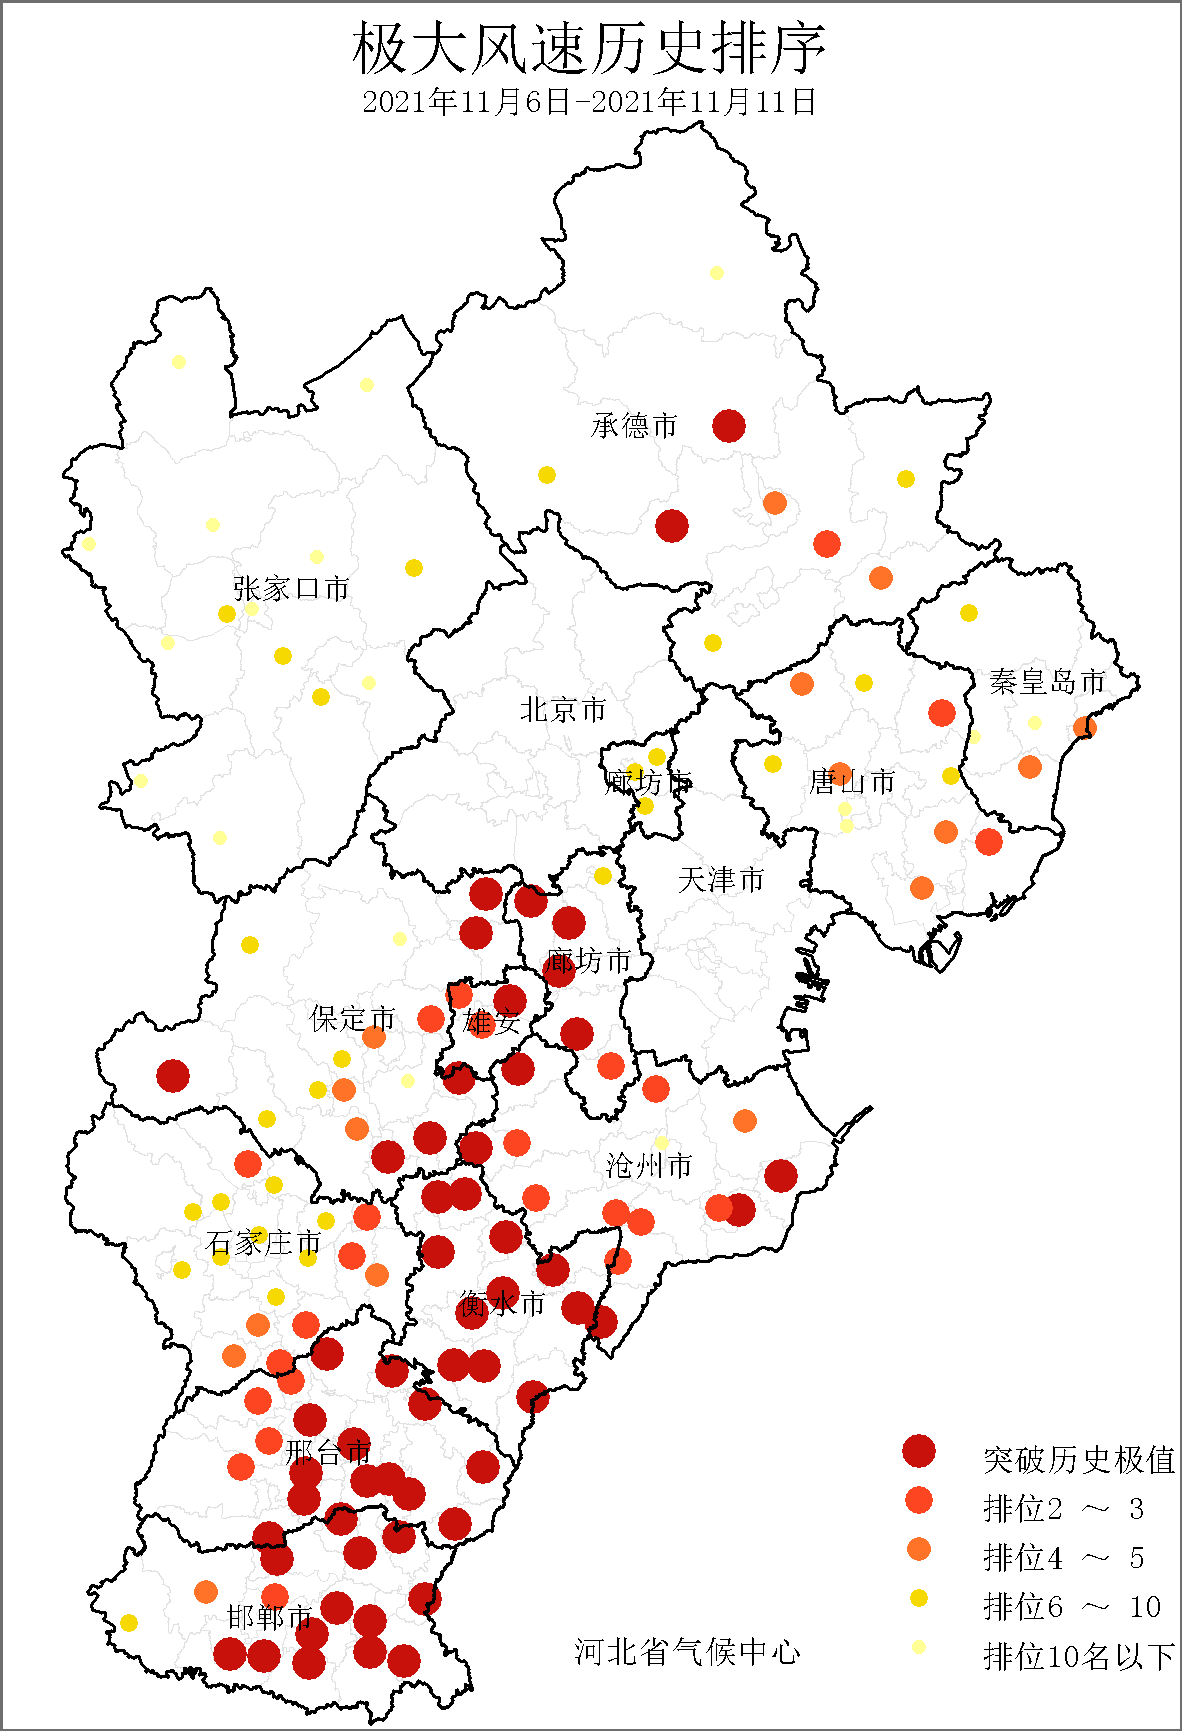 极大风速历史排序
2021年11月6日-2021年11月11日
承德市
张家口市
秦皇岛市
北京市
廊坊市
唐山市
天津市
廊坊市
保定市
雄安
沧州市
石家庄市
衡水市
邢台市
邯郸市
突破历史极值
排位2 ～ 3
排位4 ～ 5
排位6 ～ 10
排位10名以下
河北省气候中心